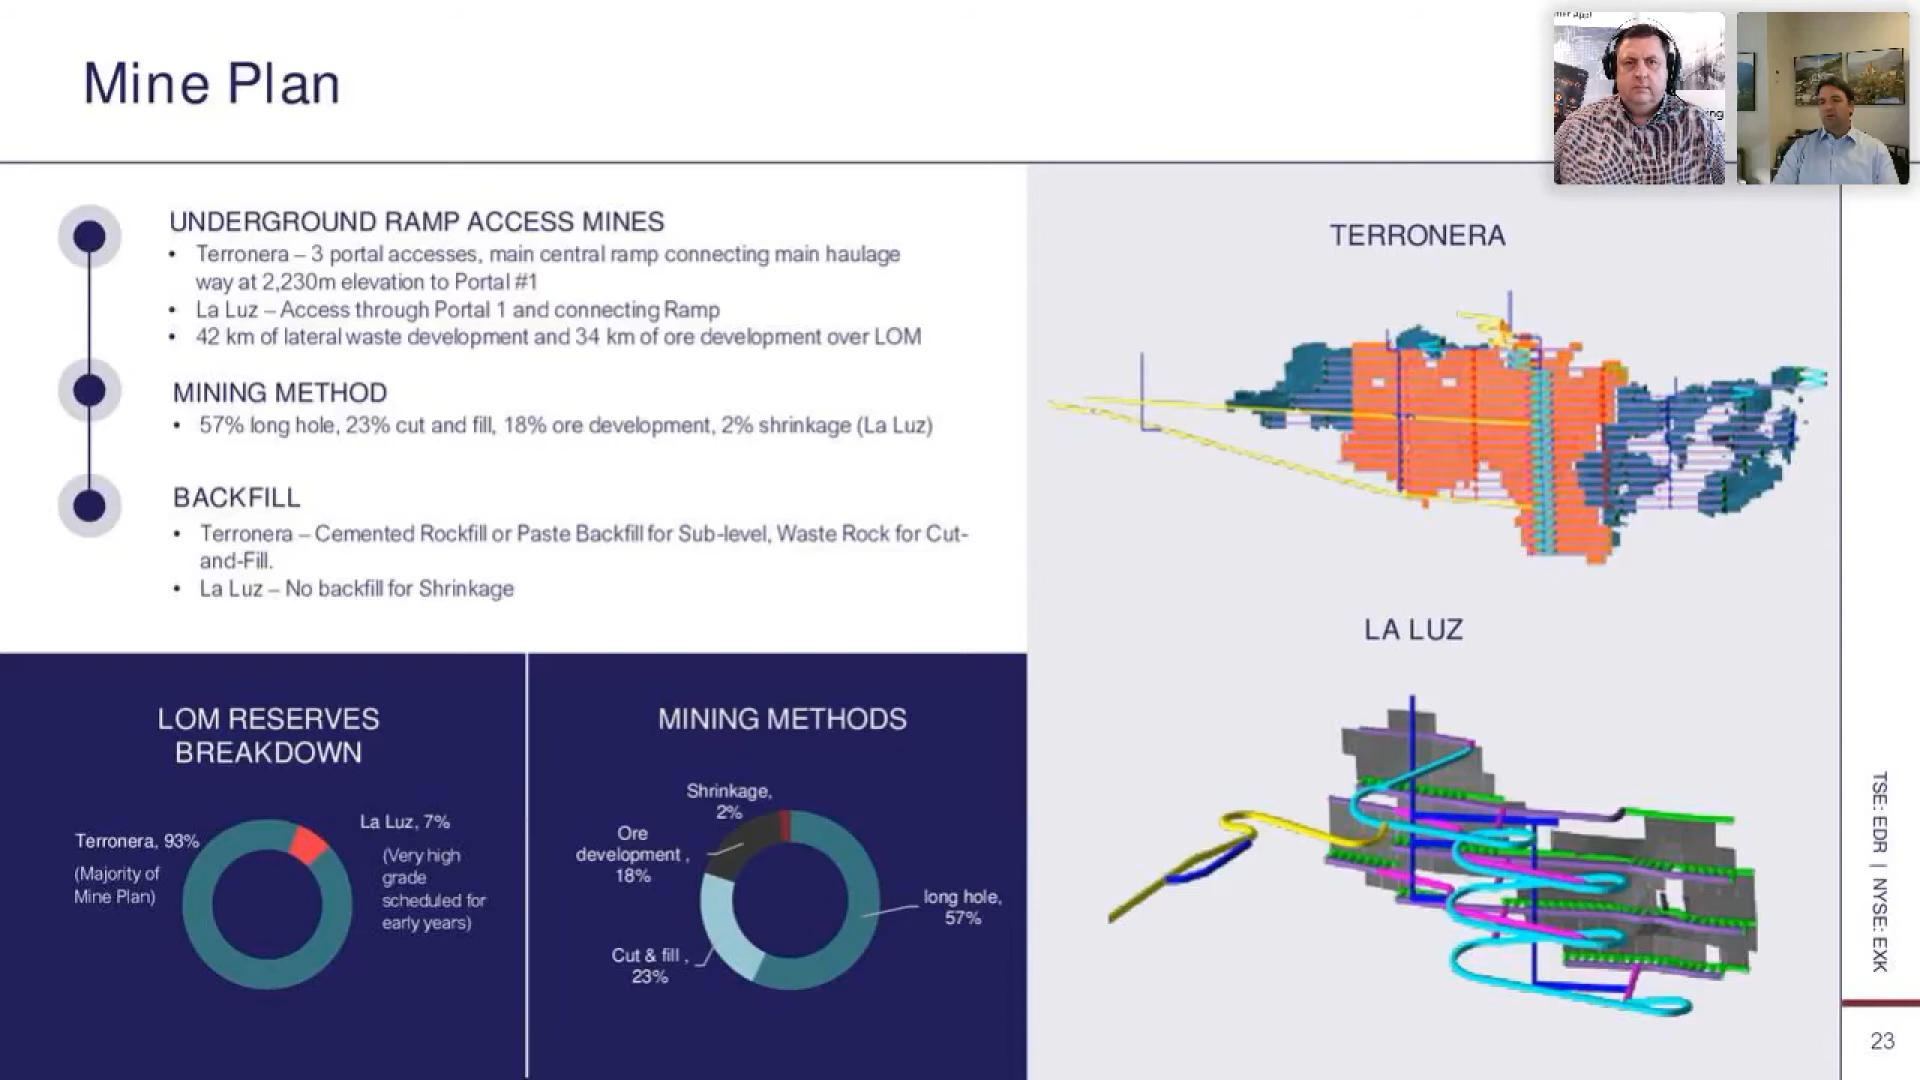 Mine Plan
UNDERGROUND RAMP ACCESS MINES
• Terronera – 3 portal accesses, main central ramp connecting main haulage
way at 2,230m elevation to Portal #1
• La Luz – Access through Portal 1 and connecting Ramp
• 42 km of lateral waste development and 34 km of ore development over LOM
MINING METHOD
• 57% long hole, 23% cut and fill, 18% ore development, 2% shrinkage (La Luz)
BACKFILL
• Terronera – Cemented Rockfill or Paste Backfill for Sub-level, Waste Rock for Cut-
and-Fill.
• La Luz – No backfill for Shrinkage
LOM RESERVES
BREAKDOWN
Terronera, 93%
(Majority of
Mine Plan)
La Luz, 7%
(Very high
grade
scheduled for
early years)
MINING METHODS
Shrinkage,
2%
Ore
development ,
18%
Cut & fill ,
23%
long hole,
57%
TERRONERA
LA LUZ
TSE: EDR | NYSE: EXK
23